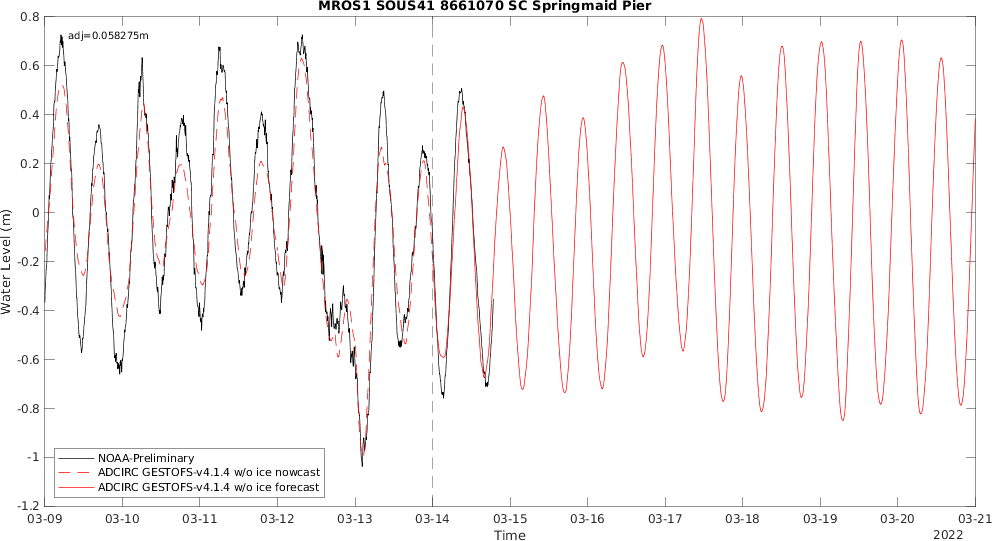 MROS1 SOUS41 8661070 SC Springmaid Pier
adj=0.058275m
0.8
0.6
0.4
0.2
0
-0.2
-0.4
-0.6
-0.8
-1
-1.2
Water Level (m)
NOAA-Preliminary
ADCIRC GESTOFS-v4.1.4 w/o ice nowcast
ADCIRC GESTOFS-v4.1.4 w/o ice forecast
03-09 03-10 03-11 03-12 03-13 03-14 03-15 03-16 03-17 03-18 03-19 03-20 03-21
Time
2022